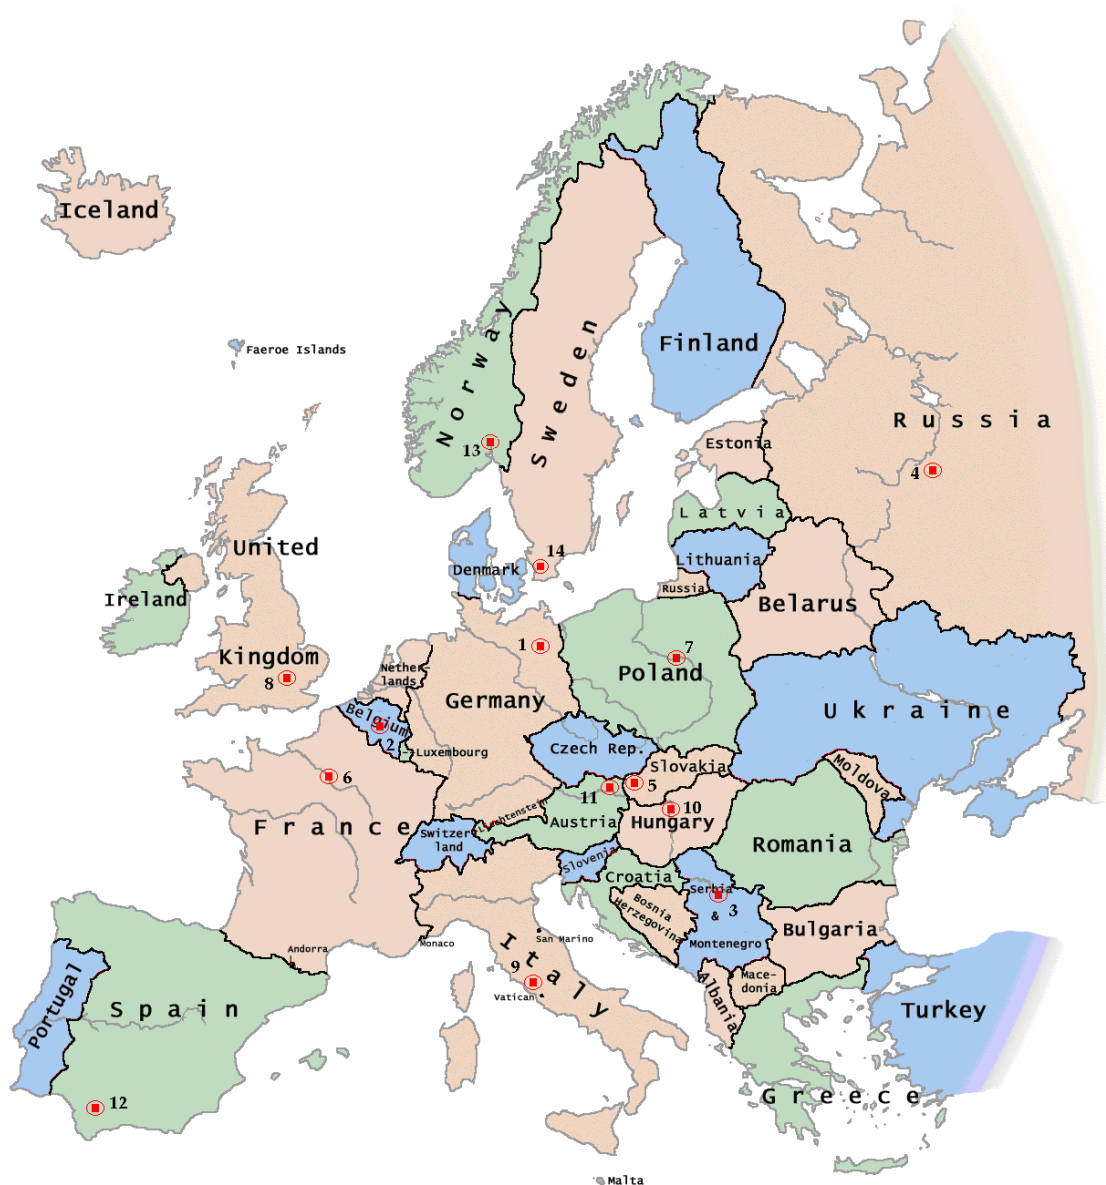 Iceland
Faeroe Islands
Norway
Sweden
Finland
Russia
13
4
Estonia
Latvia
Lithuania
Russia
Belarus
United
Kingdom
8
Ireland
Denmark
14
1
Nether-
lands
Germany
Poland
7
Belgium
2
Luxembourg
Ukraine
Czech Rep.
Slovakia
5
Moldova
6
France
11
10
Liechtenstein
Austria
Hungary
Switzer
land
Romania
Slovenia
Croatia
Serbia
& 3
Montenegro
Bosnia
Herzegovina
Bulgaria
Andorra
Monaco
San Marino
Italy
9
Vatican
Albania
Mace-
donia
Portugal
Spain
12
Turkey
Greece
Malta